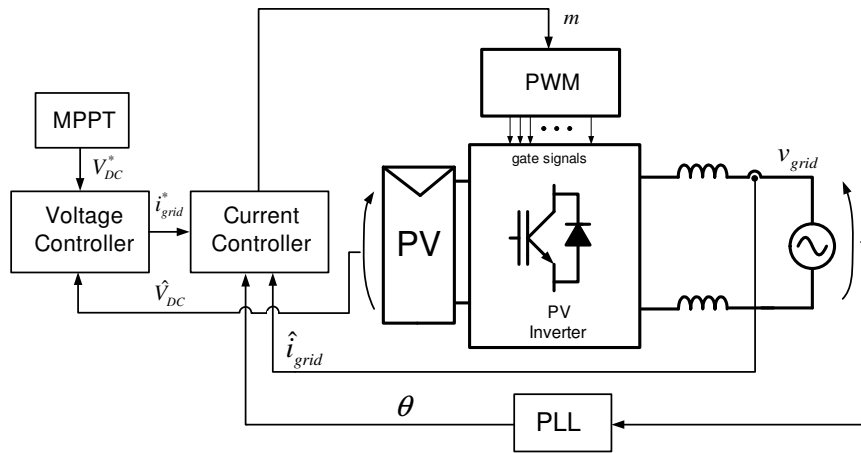 m
PWM
MPPT
V*DC
gate signals
vgrid
Voltage
Controller
i*grid
Current
Controller
PV
V̂DC
PV
Inverter
îgrid
θ
PLL